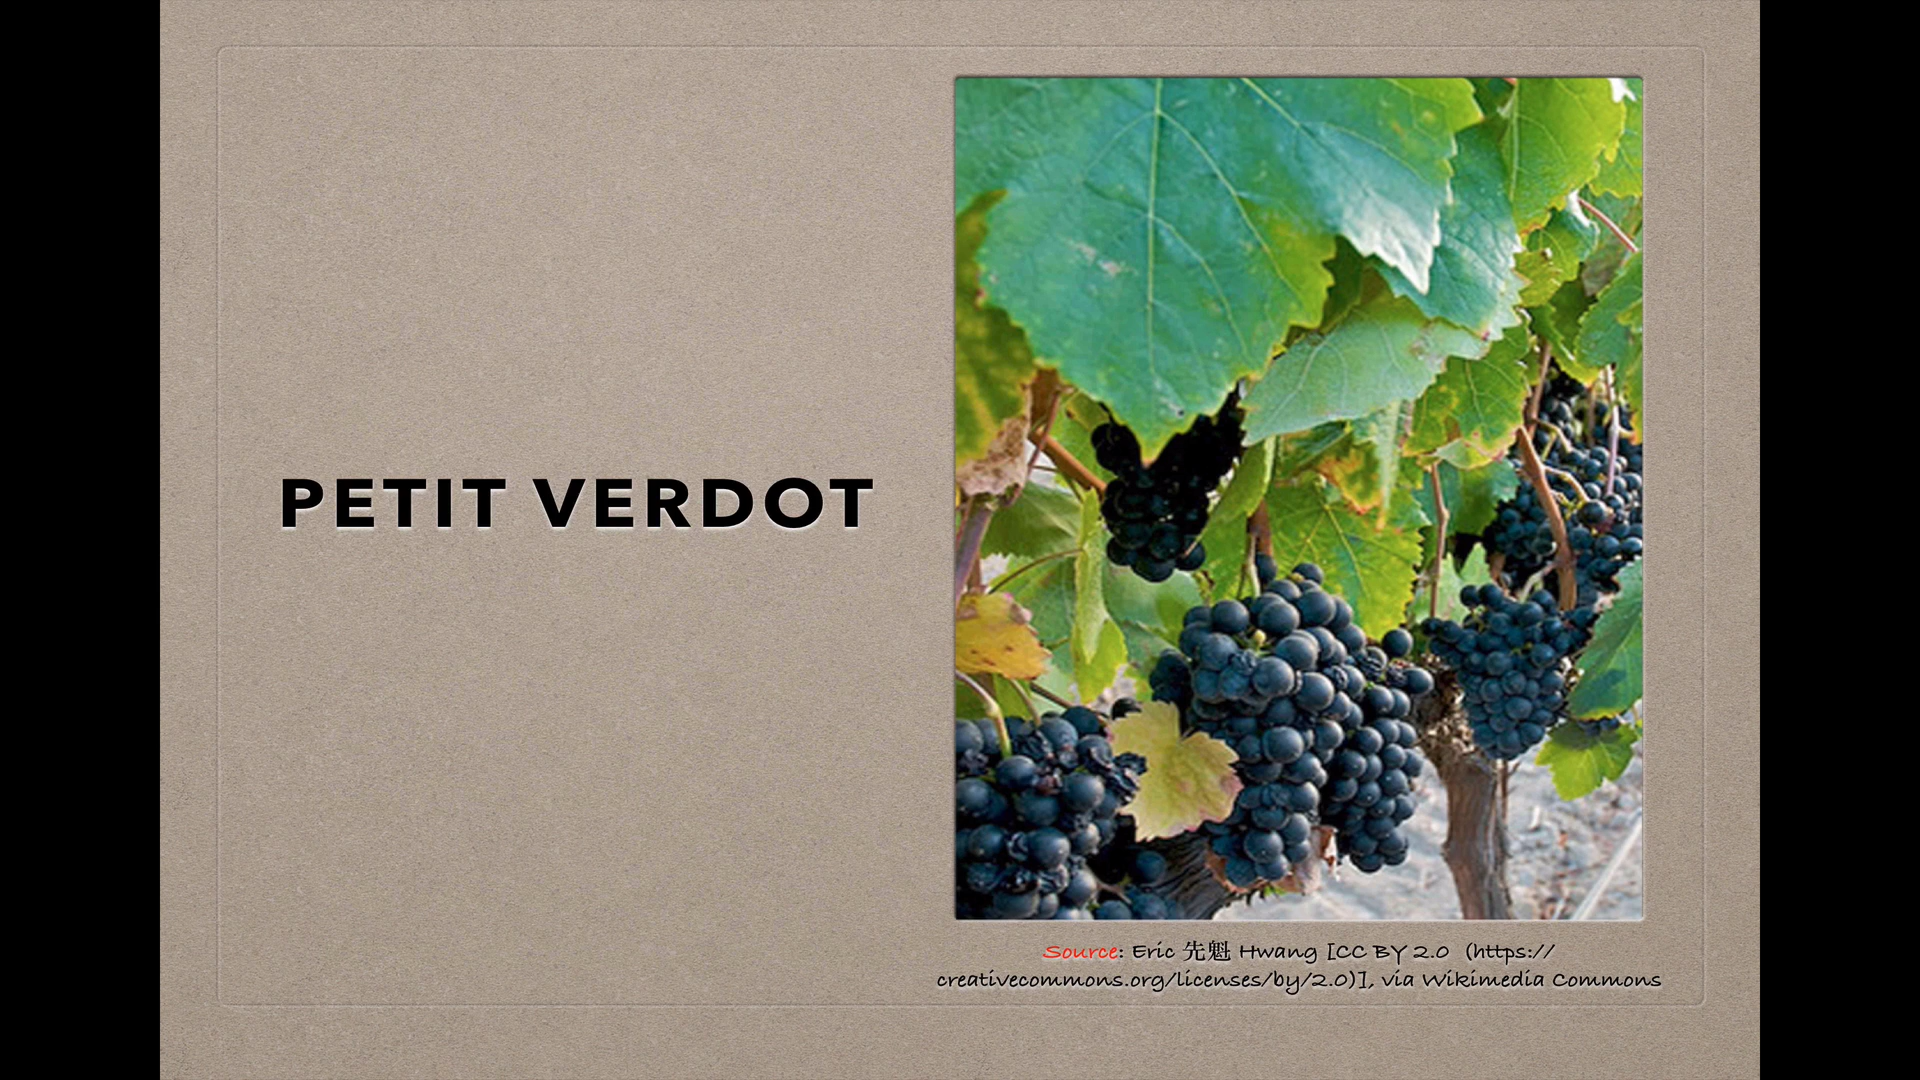 PETIT VERDOT
Source: Eric 先魁 Hwang [CC BY 2.0 (https://
creativecommons.org/licenses/by/2.0)], via Wikimedia Commons